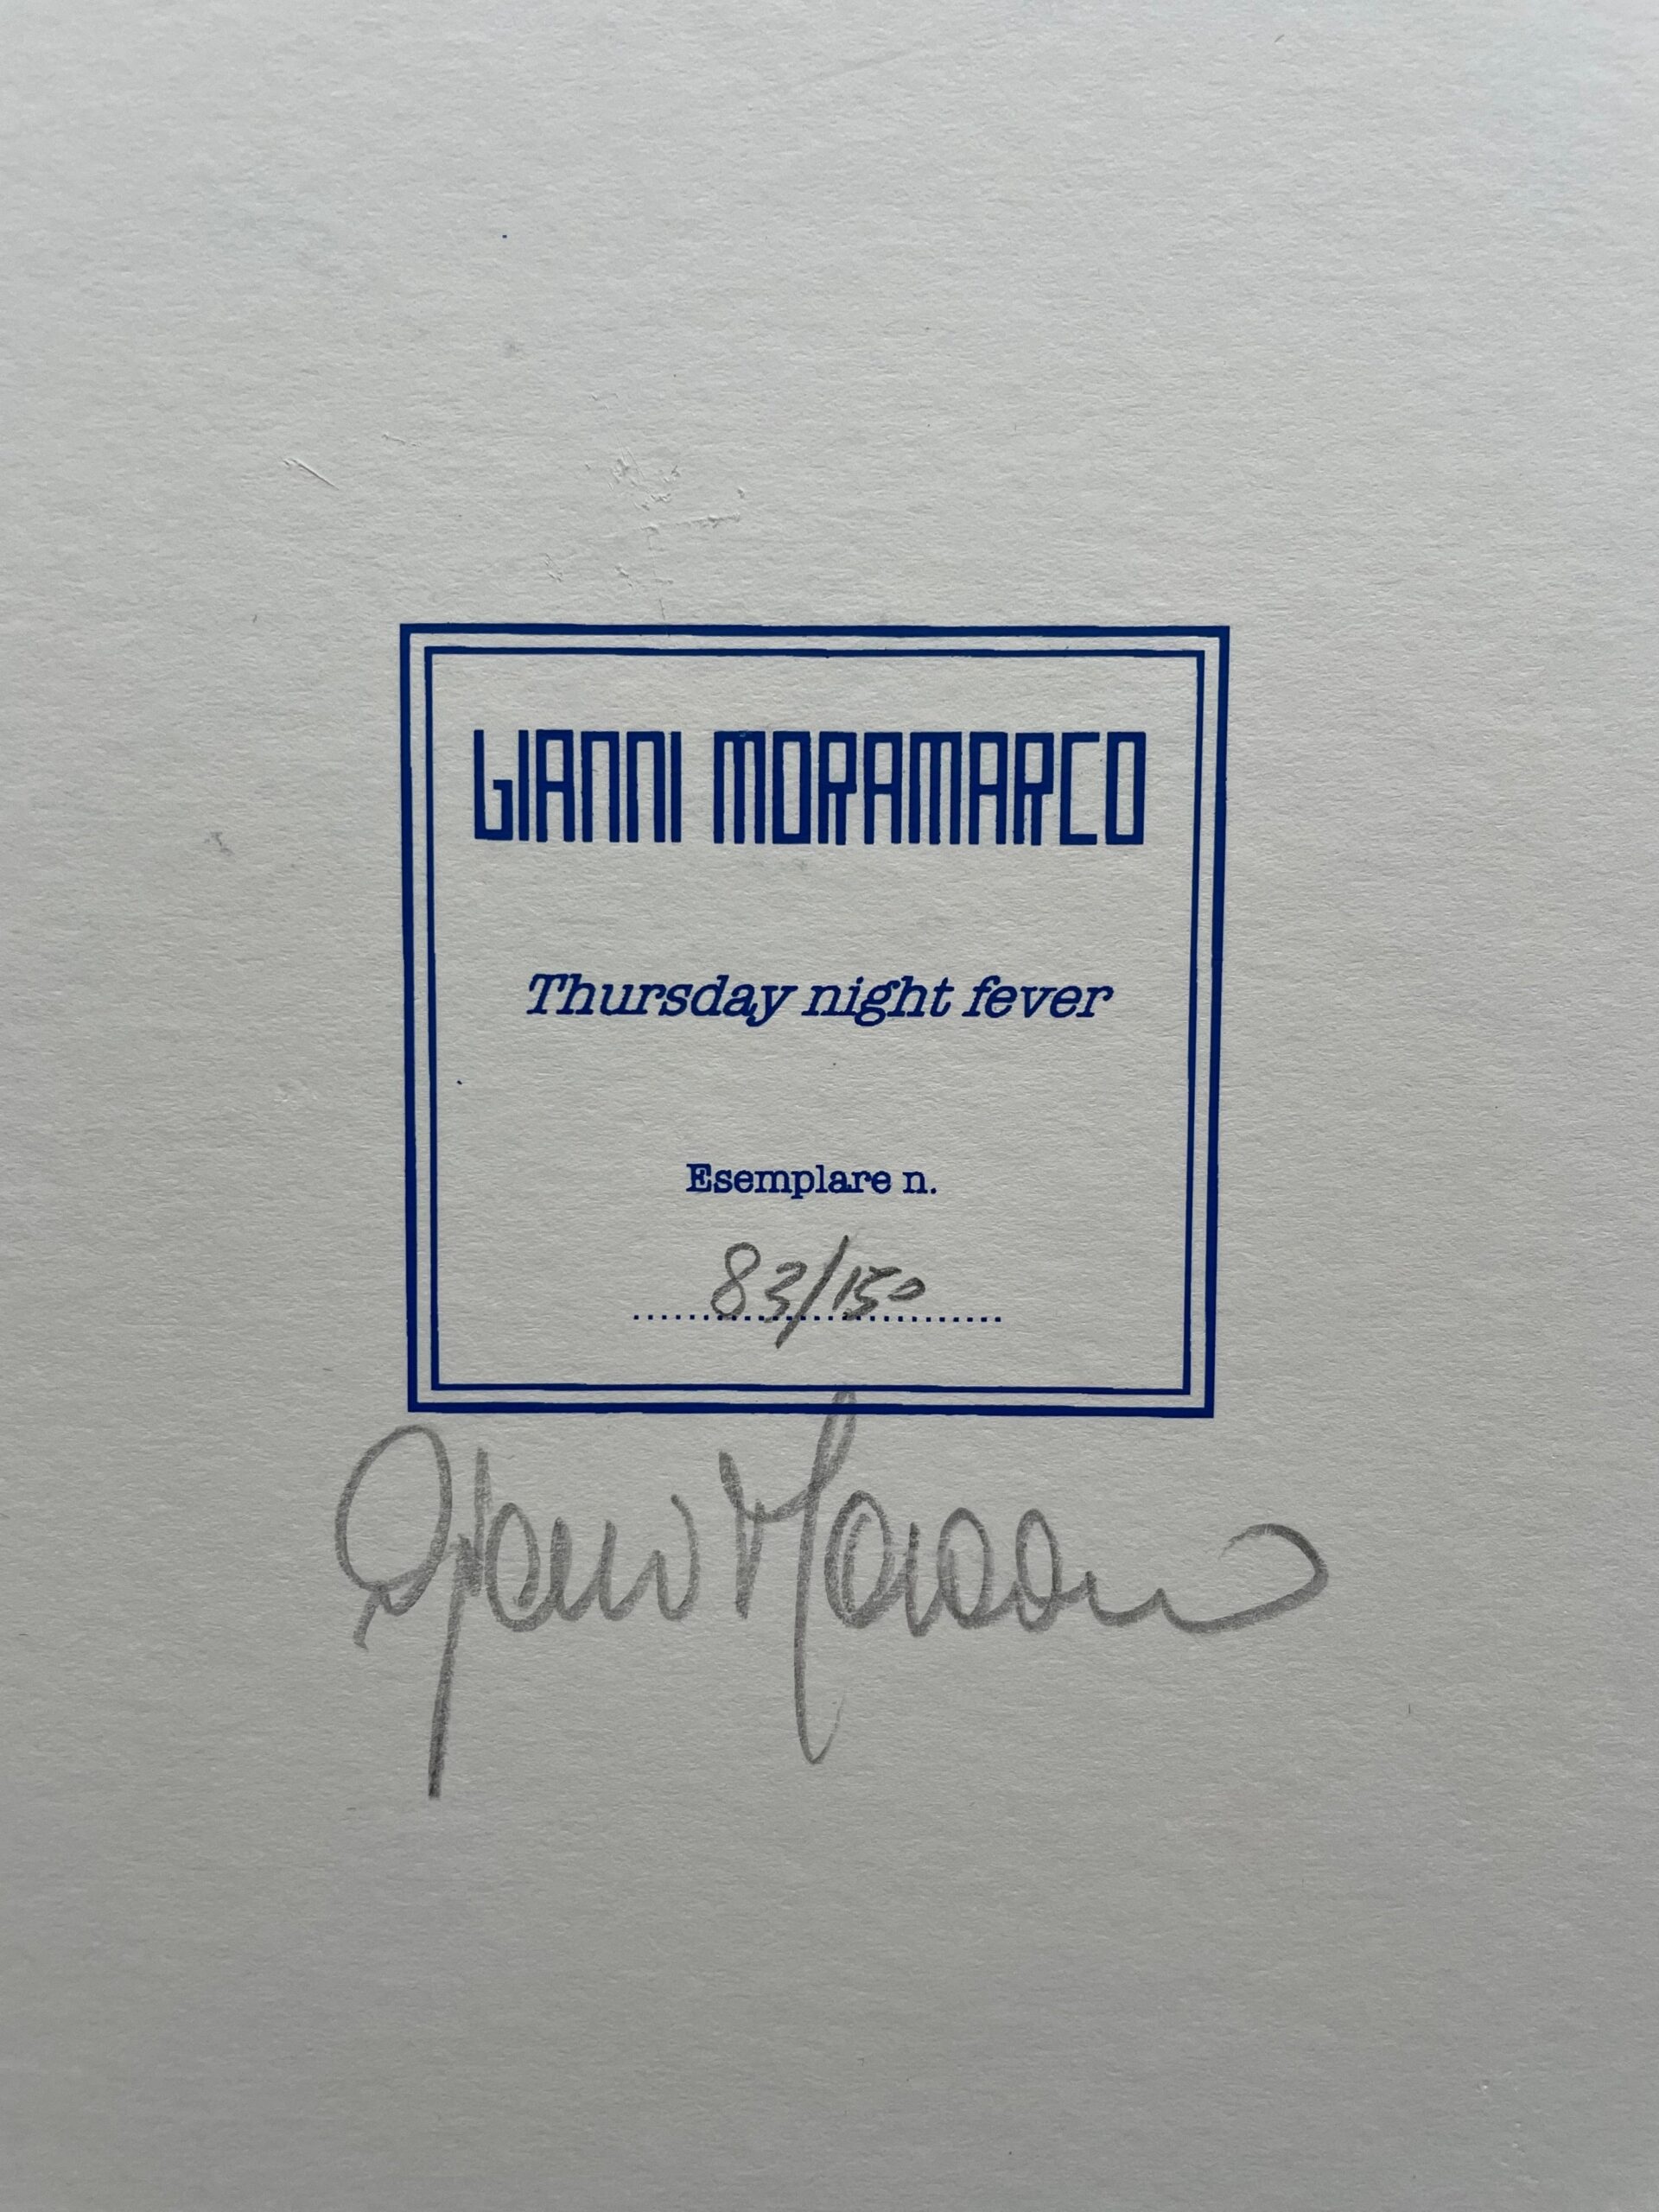 GIANNI MORAMARCO
Thursday night fever
Esemplare n.
83/150